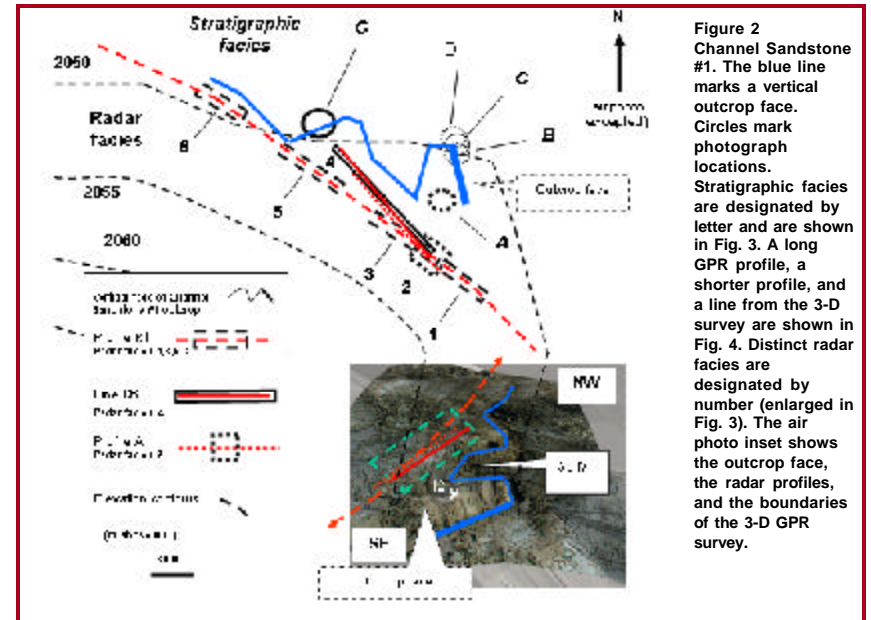 Stratigraphic
facies
G
D
C
B
N
2050
Radar
facies
6
4
5
A
2055
2060
3
2
1
Outcrop face
Elevation contours
NW
SE
Figure 2
Channel Sandstone
#1. The blue line
marks a vertical
outcrop face.
Circles mark
photograph
locations.
Stratigraphic facies
are designated by
letter and are shown
in Fig. 3. A long
GPR profile, a
shorter profile, and
a line from the 3-D
survey are shown in
Fig. 4. Distinct radar
facies are
designated by
number (enlarged in
Fig. 3). The air
photo inset shows
the outcrop face,
the radar profiles,
and the boundaries
of the 3-D GPR
survey.